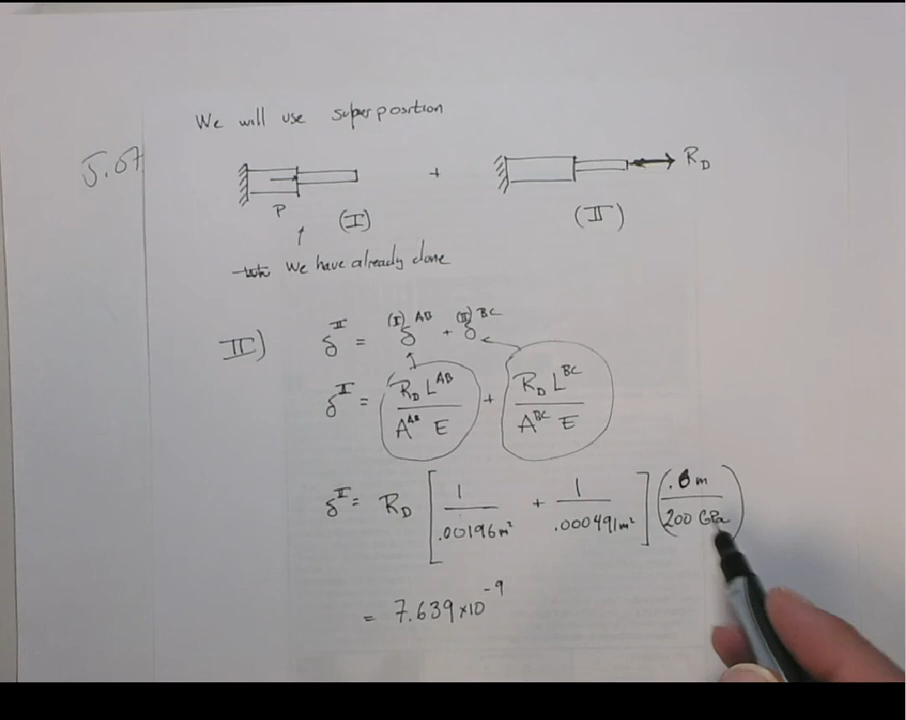 We will use superposition
5.67
+ R_D
P (I) (II)
We have already done
II) δ^II = (I)δ^AB + (II)δ^BC
δ^II = R_D L^AB / A^AB E + R_D L^BC / A^BC E
δ^II = R_D [ 1 / .00196 m² + 1 / .000491 m² ] ( .6 m / 200 GPa )
= 7.639 x 10^-9